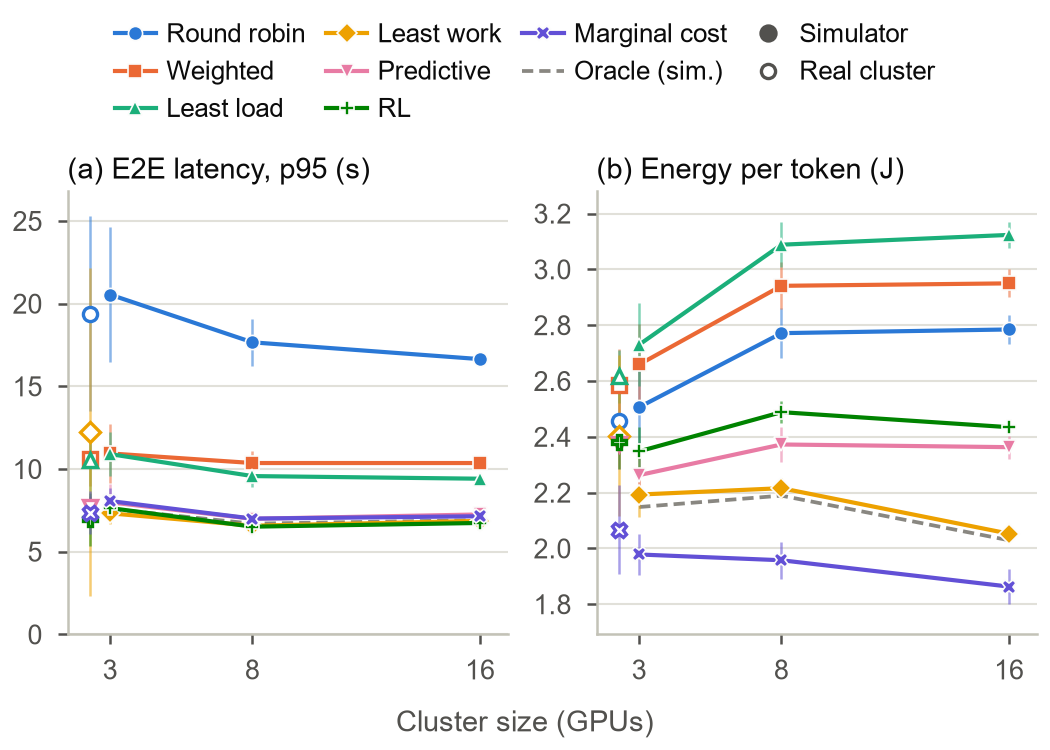 Round robin Least work Marginal cost Simulator
Weighted Predictive Oracle (sim.) Real cluster
Least load RL
(a) E2E latency, p95 (s)
25
20
15
10
5
0
3 8 16
(b) Energy per token (J)
3.2
3.0
2.8
2.6
2.4
2.2
2.0
1.8
3 8 16
Cluster size (GPUs)